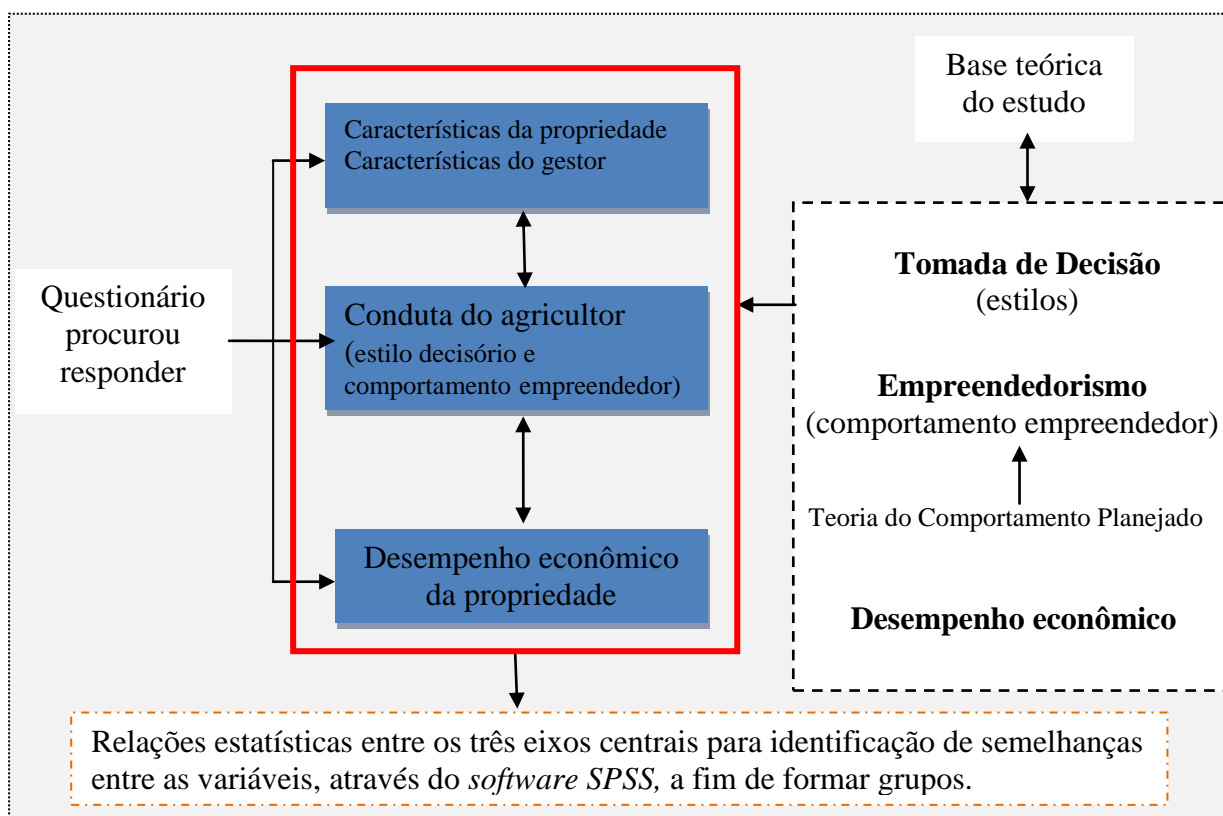 Base teórica
do estudo
Características da propriedade
Características do gestor
Questionário
procurou
responder
Conduta do agricultor
(estilo decisório e
comportamento empreendedor)
Desempenho econômico
da propriedade
Tomada de Decisão
(estilos)
Empreendedorismo
(comportamento empreendedor)
Teoria do Comportamento Planejado
Desempenho econômico
Relações estatísticas entre os três eixos centrais para identificação de semelhanças
entre as variáveis, através do software SPSS, a fim de formar grupos.